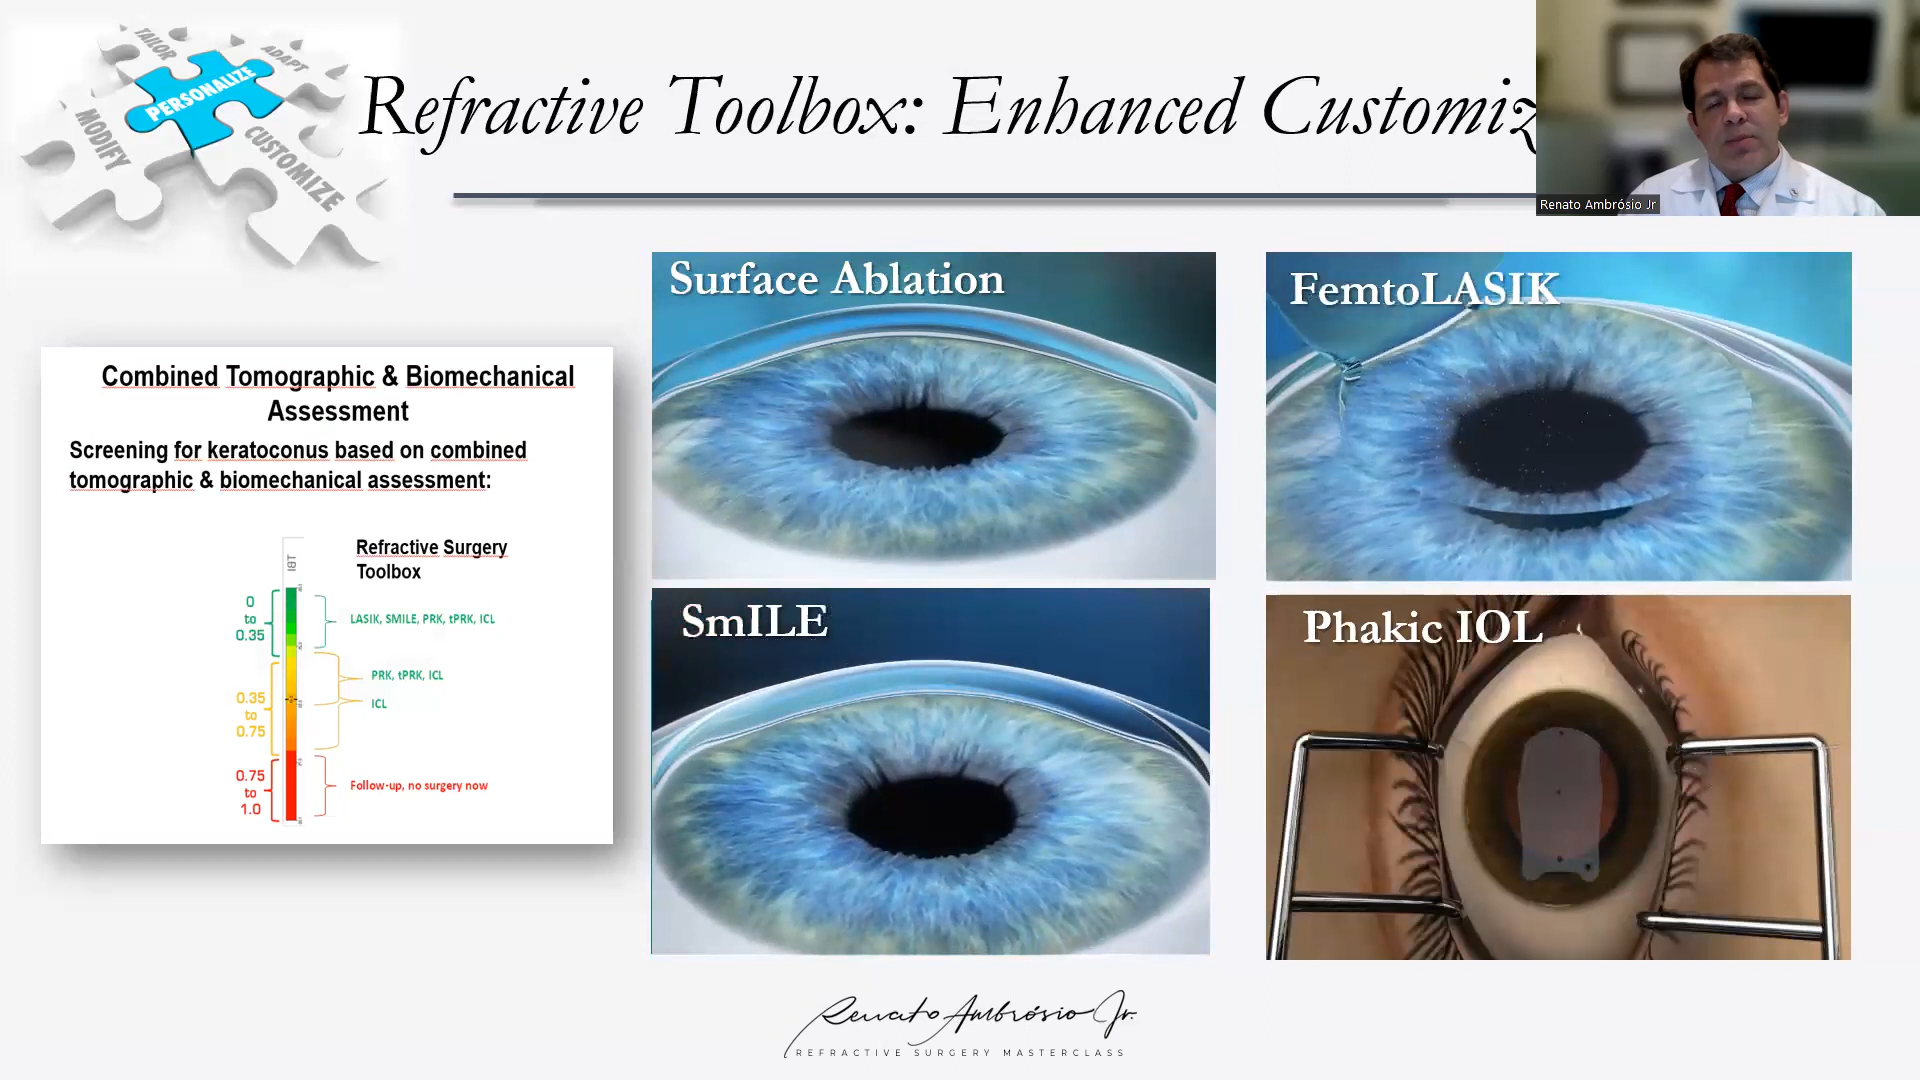 TAILOR
ADAPT
PERSONALIZE
MODIFY
CUSTOMIZE
Refractive Toolbox: Enhanced Customiz
Renato Ambrósio Jr
Combined Tomographic & Biomechanical
Assessment
Screening for keratoconus based on combined
tomographic & biomechanical assessment:
Refractive Surgery
Toolbox
TBI
0
to
0.35
LASIK, SMILE, PRK, tPRK, ICL
0.35
to
0.75
PRK, tPRK, ICL
ICL
0.75
to
1.0
Follow-up, no surgery now
Surface Ablation
FemtoLASIK
SmILE
Phakic IOL
Renato Ambrósio Jr.
REFRACTIVE SURGERY MASTERCLASS